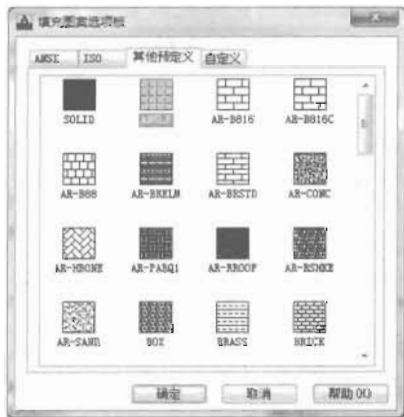 填充图案选项板
ANSI ISO 其他预定义 自定义
SOLID ANGLE AR-B816 AR-B816C
AR-B88 AR-BRELM AR-BRSTD AR-CONC
AR-HBONE AR-PARQ1 AR-RROOF AR-RSHKE
AR-SAND BOX BRASS BRICK
确定 取消 帮助(H)